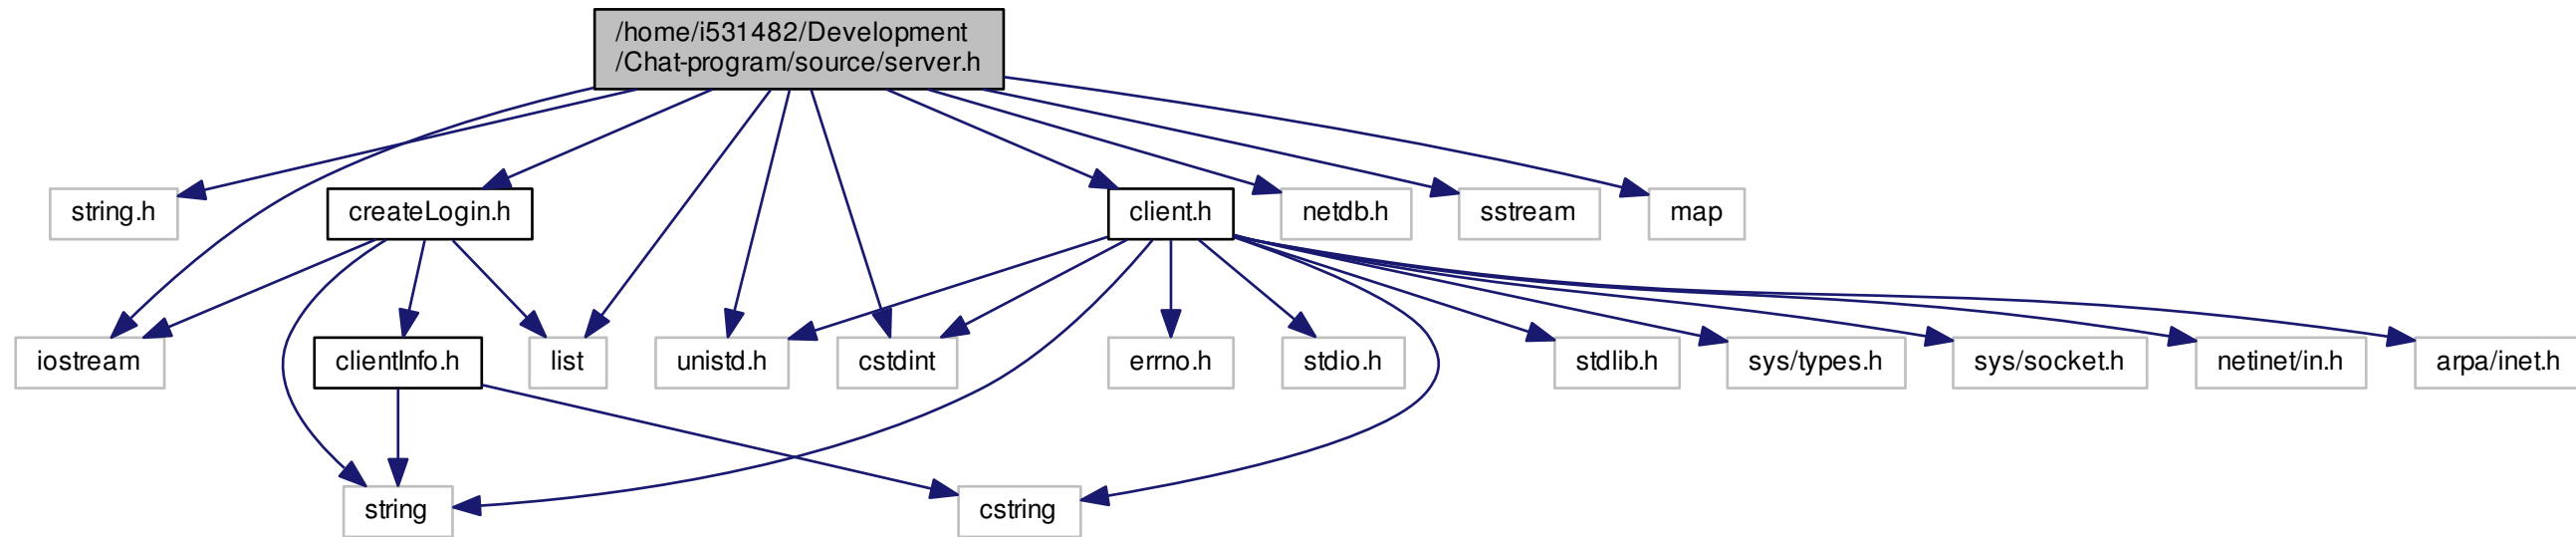 /home/i531482/Development
/Chat-program/source/server.h
string.h
createLogin.h
client.h
netdb.h
sstream
map
iostream
clientInfo.h
list
unistd.h
cstdint
errno.h
stdio.h
stdlib.h
sys/types.h
sys/socket.h
netinet/in.h
arpa/inet.h
string
cstring